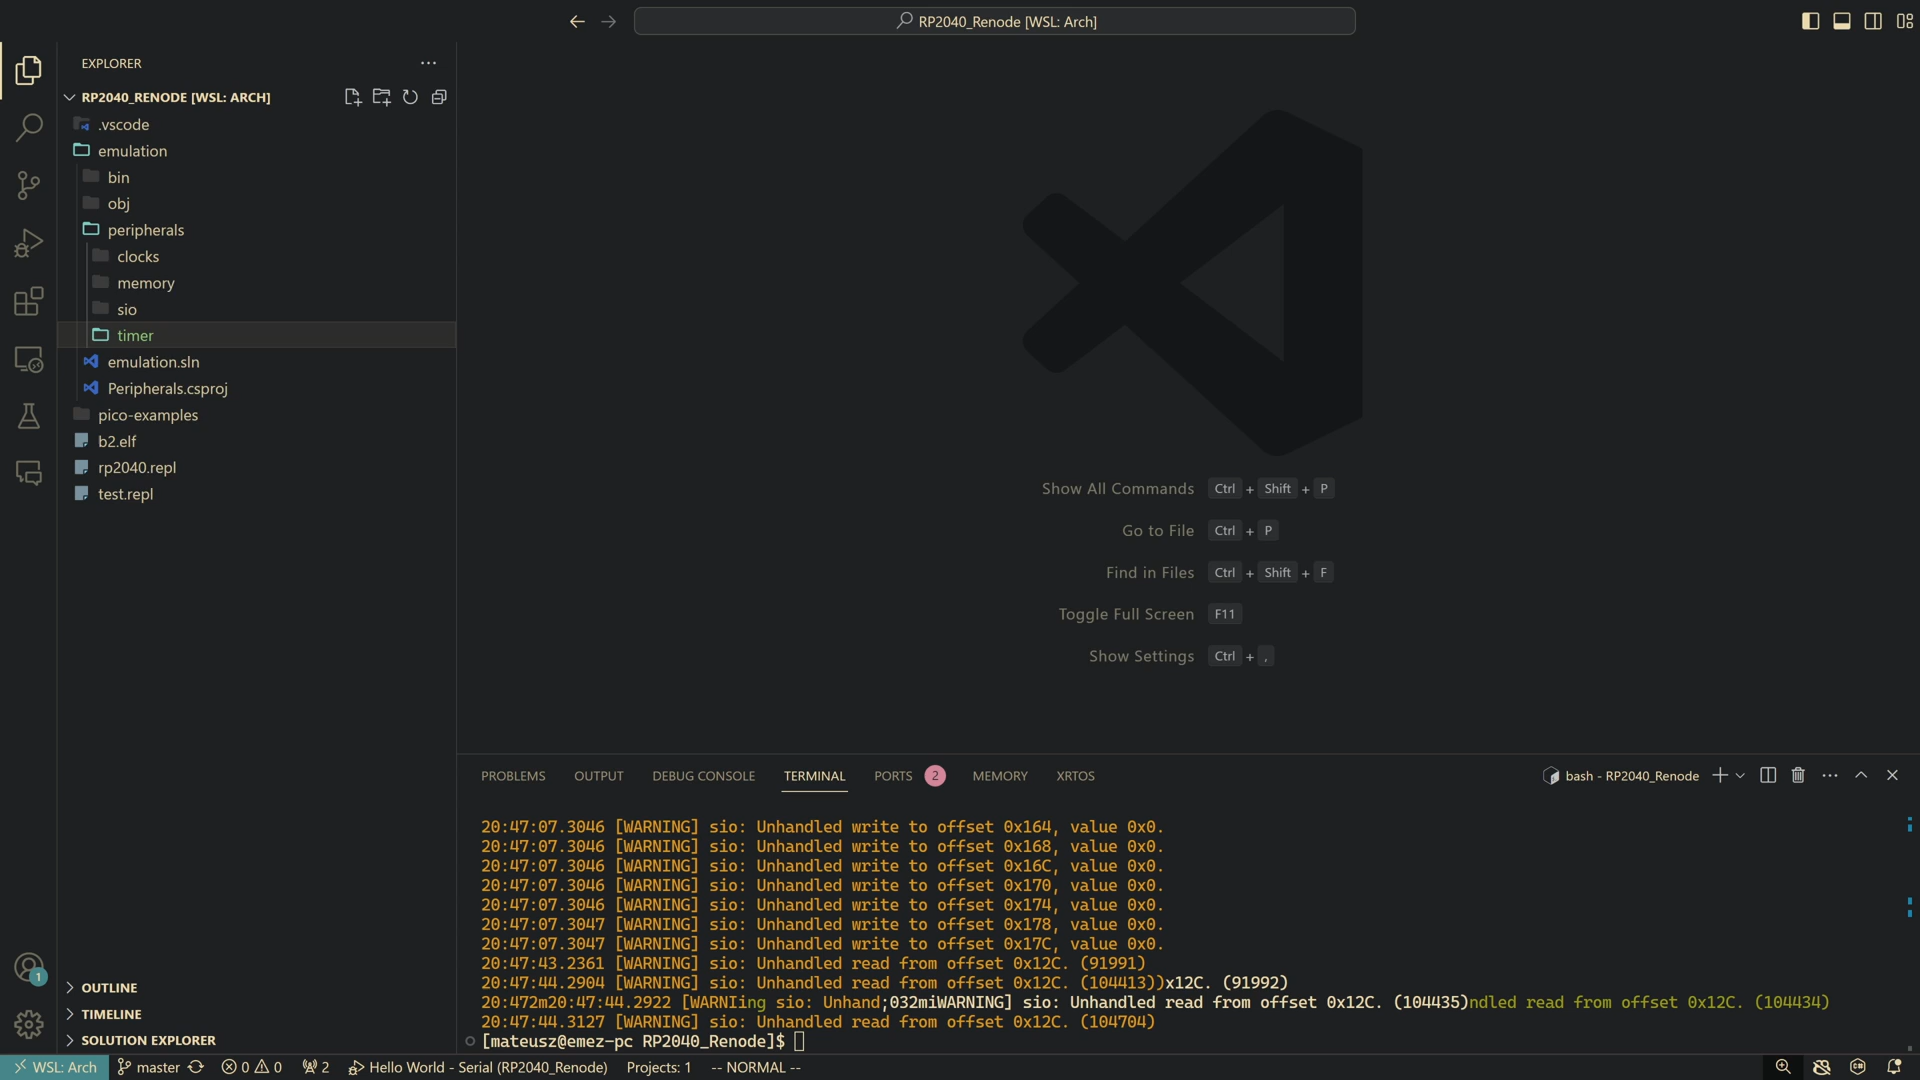 RP2040_Renode [WSL: Arch]
EXPLORER
RP2040_RENODE [WSL: ARCH]
.vscode
emulation
bin
obj
peripherals
clocks
memory
sio
timer
emulation.sln
Peripherals.csproj
pico-examples
b2.elf
rp2040.repl
test.repl
OUTLINE
TIMELINE
SOLUTION EXPLORER
Show All Commands Ctrl + Shift + P
Go to File Ctrl + P
Find in Files Ctrl + Shift + F
Toggle Full Screen F11
Show Settings Ctrl + ,
PROBLEMS OUTPUT DEBUG CONSOLE TERMINAL PORTS 2 MEMORY XRTOS bash - RP2040_Renode
20:47:07.3046 [WARNING] sio: Unhandled write to offset 0x164, value 0x0.
20:47:07.3046 [WARNING] sio: Unhandled write to offset 0x168, value 0x0.
20:47:07.3046 [WARNING] sio: Unhandled write to offset 0x16C, value 0x0.
20:47:07.3046 [WARNING] sio: Unhandled write to offset 0x170, value 0x0.
20:47:07.3046 [WARNING] sio: Unhandled write to offset 0x174, value 0x0.
20:47:07.3047 [WARNING] sio: Unhandled write to offset 0x178, value 0x0.
20:47:07.3047 [WARNING] sio: Unhandled write to offset 0x17C, value 0x0.
20:47:43.2361 [WARNING] sio: Unhandled read from offset 0x12C. (91991)
20:47:44.2904 [WARNING] sio: Unhandled read from offset 0x12C. (104413))x12C. (91992)
20:472m20:47:44.2922 [WARNIing sio: Unhand;032miWARNING] sio: Unhandled read from offset 0x12C. (104435)ndled read from offset 0x12C. (104434)
20:47:44.3127 [WARNING] sio: Unhandled read from offset 0x12C. (104704)
[mateusz@emez-pc RP2040_Renode]$
1
WSL: Arch master 0 0 2 Hello World - Serial (RP2040_Renode) Projects: 1 -- NORMAL --